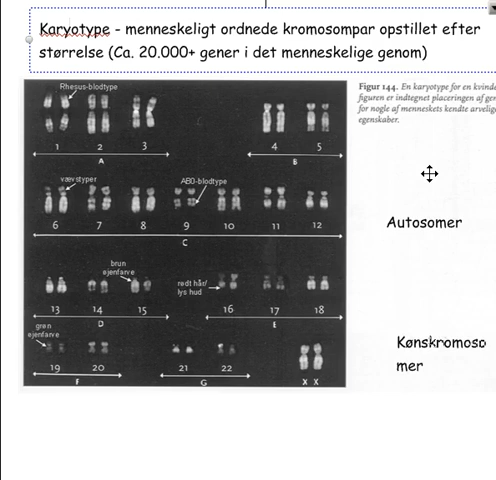 Karyotype - menneskeligt ordnede kromosompar opstillet efter
størrelse (Ca. 20.000+ gener i det menneskelige genom)
Figur 144. En karyotype for en kvinde
figuren er indtegnet placeringen af gen
for nogle af menneskets kendte arvelig
egenskaber.
Rhesus-blodtype
1 2 3 4 5
A B
vævstyper ABO-blodtype
6 7 8 9 10 11 12
C
Autosomer
brun
øjenfarve
rødt hår/
lys hud
13 14 15 16 17 18
D E
grøn
øjenfarve
19 20 21 22 X X
F G
Kønskromoso
mer